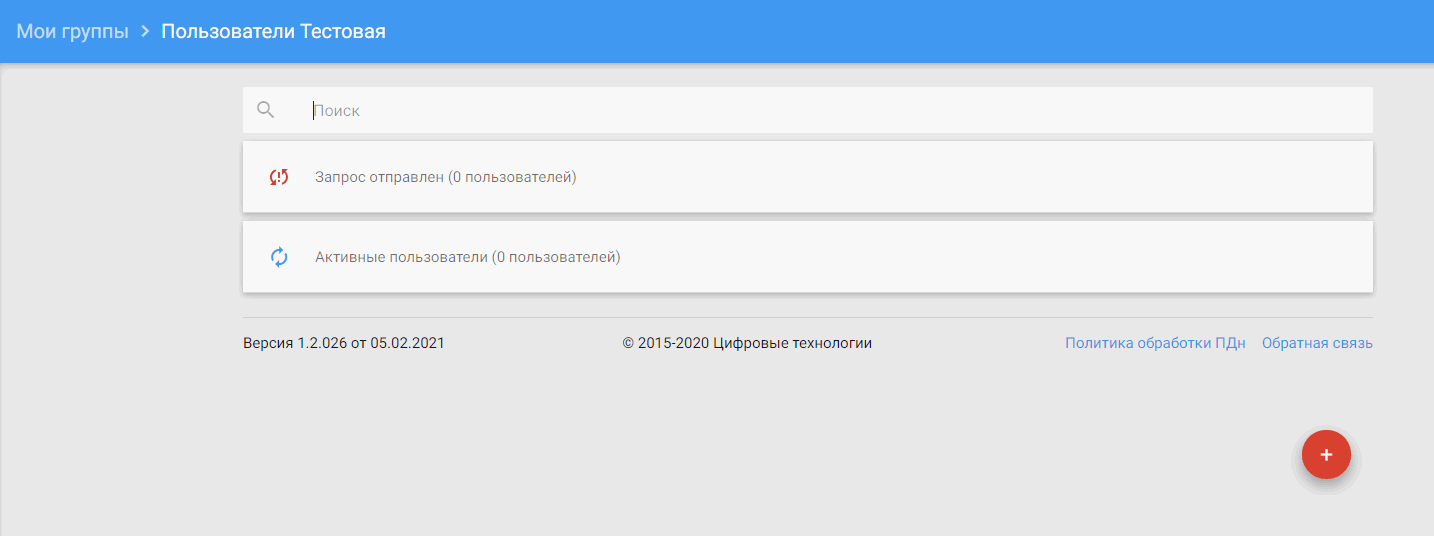 Мои группы > Пользователи Тестовая
Поиск
Запрос отправлен (0 пользователей)
Активные пользователи (0 пользователей)
Версия 1.2.026 от 05.02.2021 © 2015-2020 Цифровые технологии Политика обработки ПДн Обратная связь
+